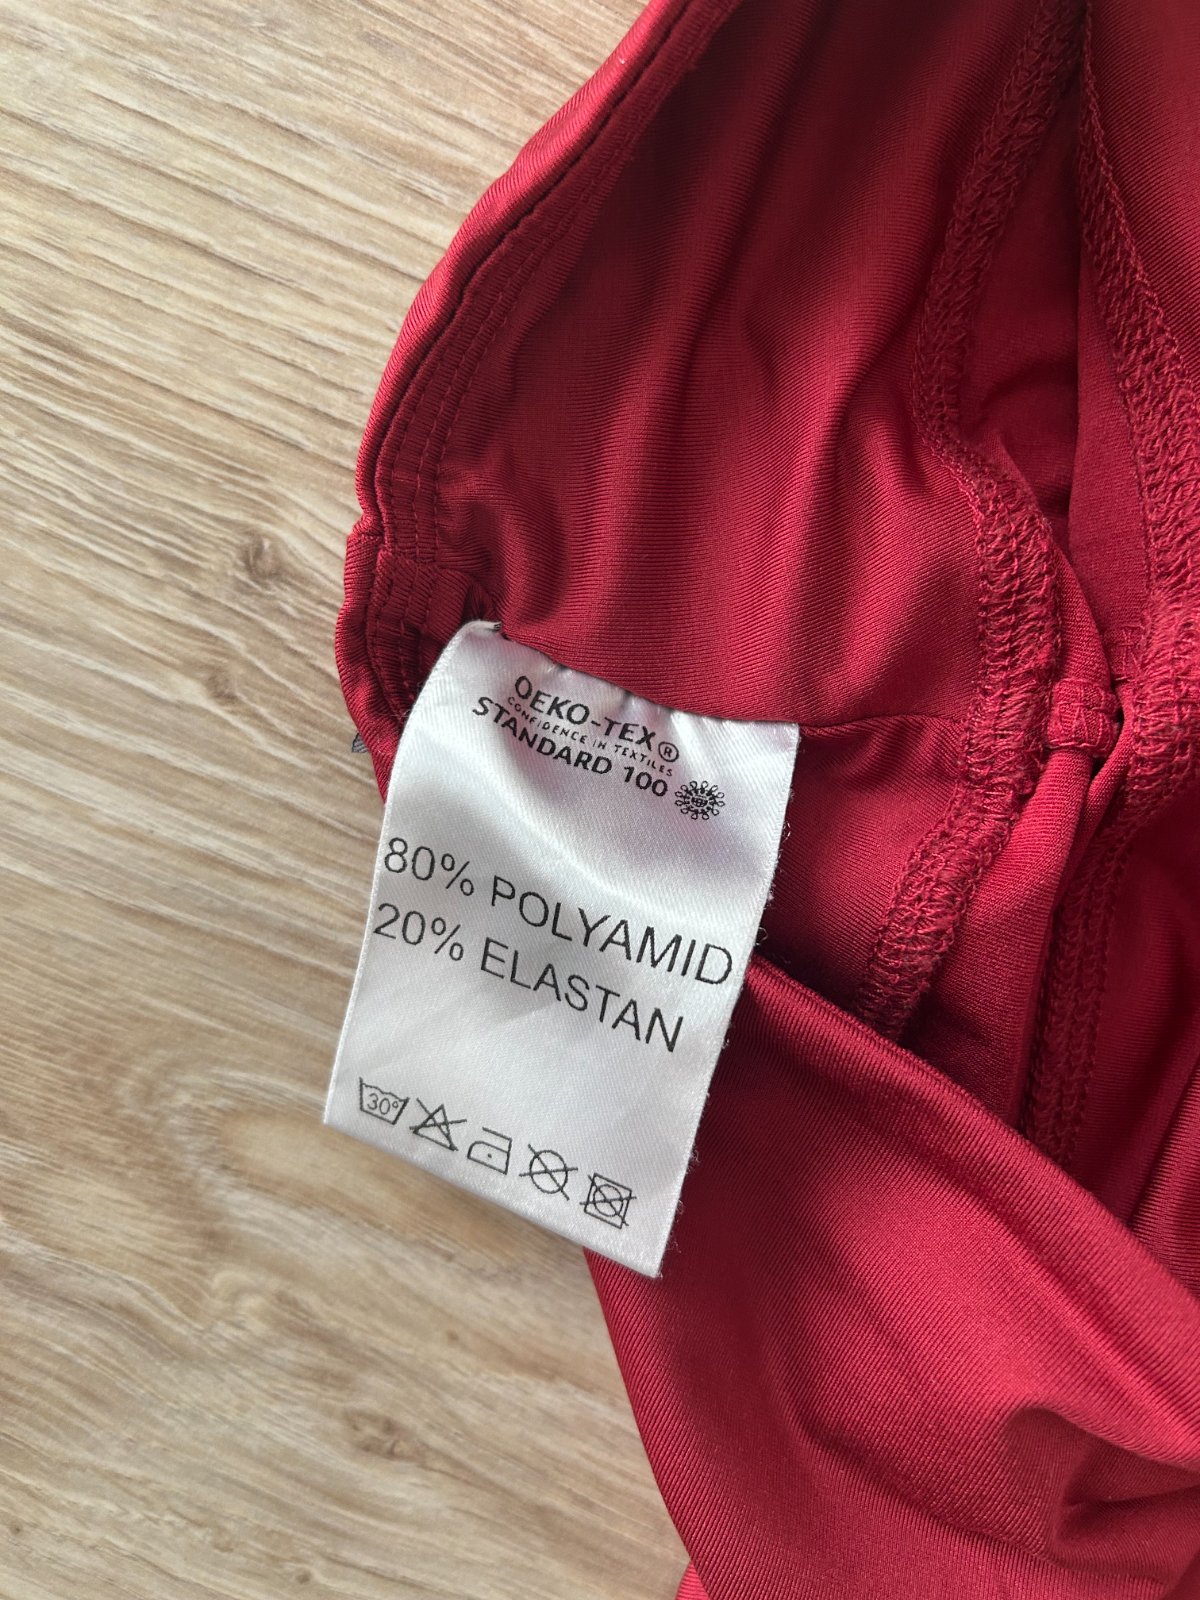 OEKO-TEX®
CONFIDENCE IN TEXTILES
STANDARD 100
80% POLYAMID
20% ELASTAN
30°